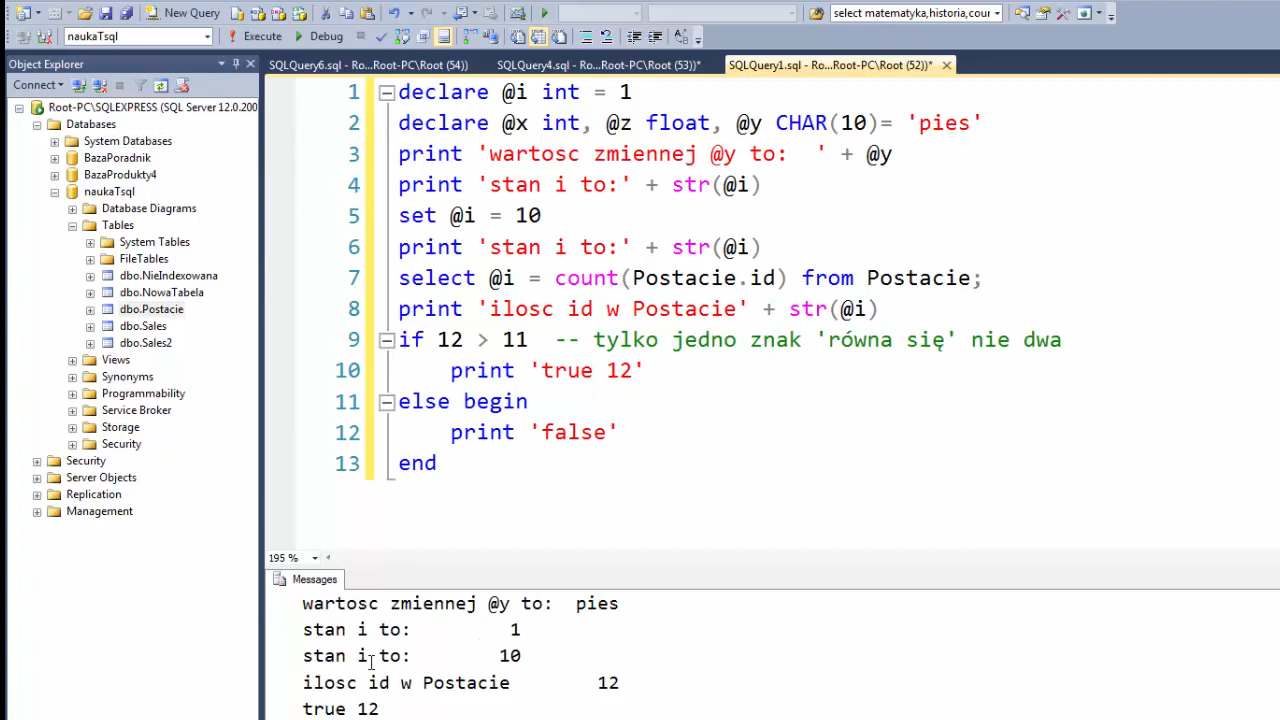 New Query
select matematyka,historia,cour
naukaTsql
Execute
Debug
Object Explorer
SQLQuery6.sql - Ro...Root-PC\Root (54))
SQLQuery4.sql - Ro...Root-PC\Root (53))*
SQLQuery1.sql - Ro...Root-PC\Root (52))*
Connect
Root-PC\SQLEXPRESS (SQL Server 12.0.200
Databases
System Databases
BazaPoradnik
BazaProdukty4
naukaTsql
Database Diagrams
Tables
System Tables
FileTables
dbo.NieIndexowana
dbo.NowaTabela
dbo.Postacie
dbo.Sales
dbo.Sales2
Views
Synonyms
Programmability
Service Broker
Storage
Security
Security
Server Objects
Replication
Management
1 declare @i int = 1
2 declare @x int, @z float, @y CHAR(10)= 'pies'
3 print 'wartosc zmiennej @y to:  ' + @y
4 print 'stan i to:' + str(@i)
5 set @i = 10
6 print 'stan i to:' + str(@i)
7 select @i = count(Postacie.id) from Postacie;
8 print 'ilosc id w Postacie' + str(@i)
9 if 12 > 11  -- tylko jedno znak 'równa się' nie dwa
10     print 'true 12'
11 else begin
12     print 'false'
13 end
195 %
Messages
wartosc zmiennej @y to:  pies
stan i to:         1
stan i to:        10
ilosc id w Postacie        12
true 12